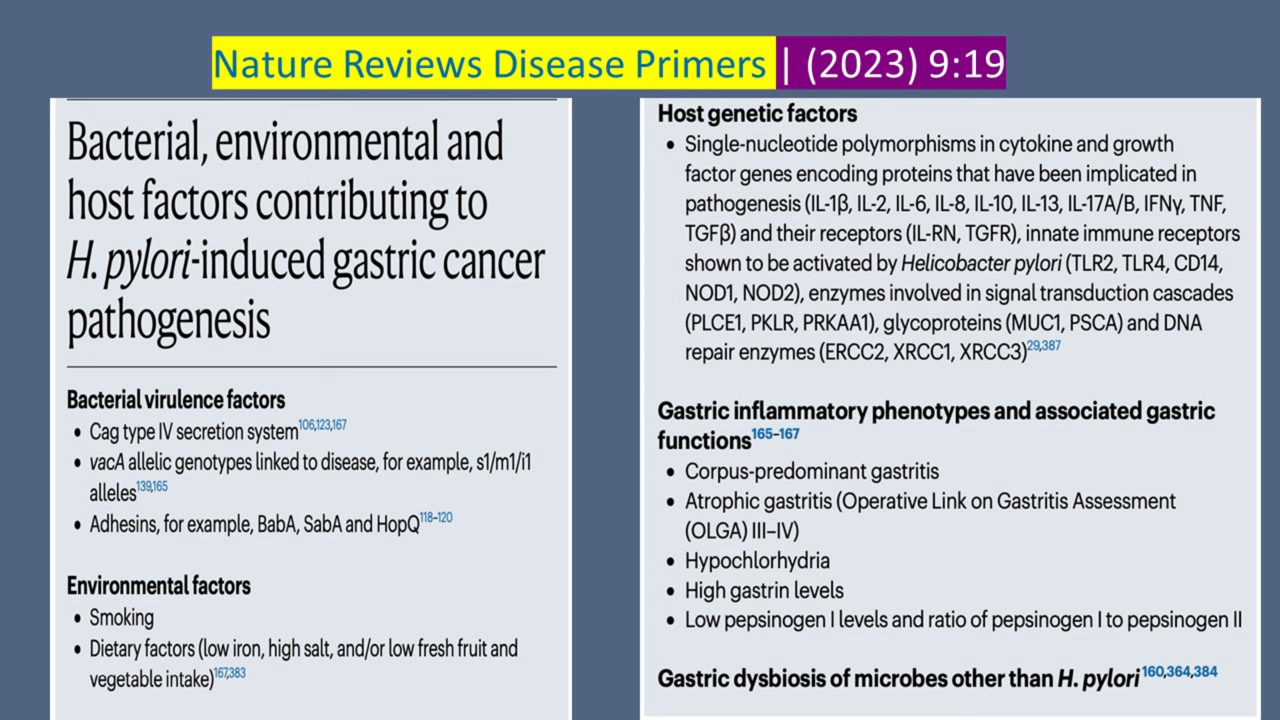 Nature Reviews Disease Primers | (2023) 9:19
Bacterial, environmental and
host factors contributing to
H. pylori-induced gastric cancer
pathogenesis
Bacterial virulence factors
• Cag type IV secretion system106,123,167
• vacA allelic genotypes linked to disease, for example, s1/m1/i1
alleles139,165
• Adhesins, for example, BabA, SabA and HopQ118–120
Environmental factors
• Smoking
• Dietary factors (low iron, high salt, and/or low fresh fruit and
vegetable intake)167,383
Host genetic factors
• Single-nucleotide polymorphisms in cytokine and growth
factor genes encoding proteins that have been implicated in
pathogenesis (IL-1β, IL-2, IL-6, IL-8, IL-10, IL-13, IL-17A/B, IFNγ, TNF,
TGFβ) and their receptors (IL-RN, TGFR), innate immune receptors
shown to be activated by Helicobacter pylori (TLR2, TLR4, CD14,
NOD1, NOD2), enzymes involved in signal transduction cascades
(PLCE1, PKLR, PRKAA1), glycoproteins (MUC1, PSCA) and DNA
repair enzymes (ERCC2, XRCC1, XRCC3)29,387
Gastric inflammatory phenotypes and associated gastric
functions165–167
• Corpus-predominant gastritis
• Atrophic gastritis (Operative Link on Gastritis Assessment
(OLGA) III–IV)
• Hypochlorhydria
• High gastrin levels
• Low pepsinogen I levels and ratio of pepsinogen I to pepsinogen II
Gastric dysbiosis of microbes other than H. pylori160,364,384